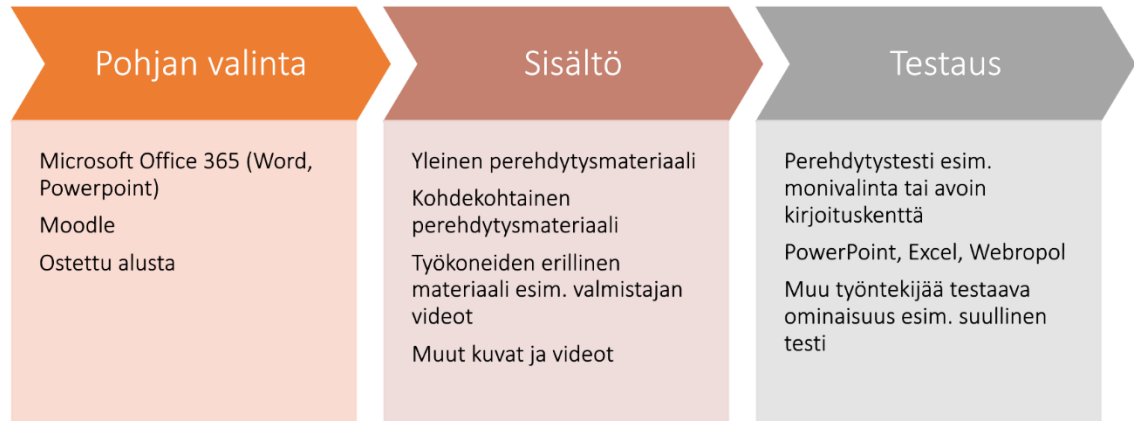 Pohjan valinta
Microsoft Office 365 (Word,
Powerpoint)
Moodle
Ostettu alusta
Sisältö
Yleinen perehdytysmateriaali
Kohdekohtainen
perehdytysmateriaali
Työkoneiden erillinen
materiaali esim. valmistajan
videot
Muut kuvat ja videot
Testaus
Perehdytystesti esim.
monivalinta tai avoin
kirjoituskenttä
PowerPoint, Excel, Webropol
Muu työntekijää testaava
ominaisuus esim. suullinen
testi